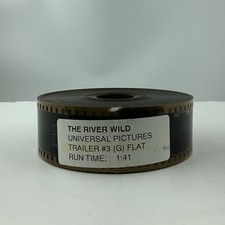 THE RIVER WILD
UNIVERSAL PICTURES
TRAILER #3 (G) FLAT
RUN TIME: 1:41